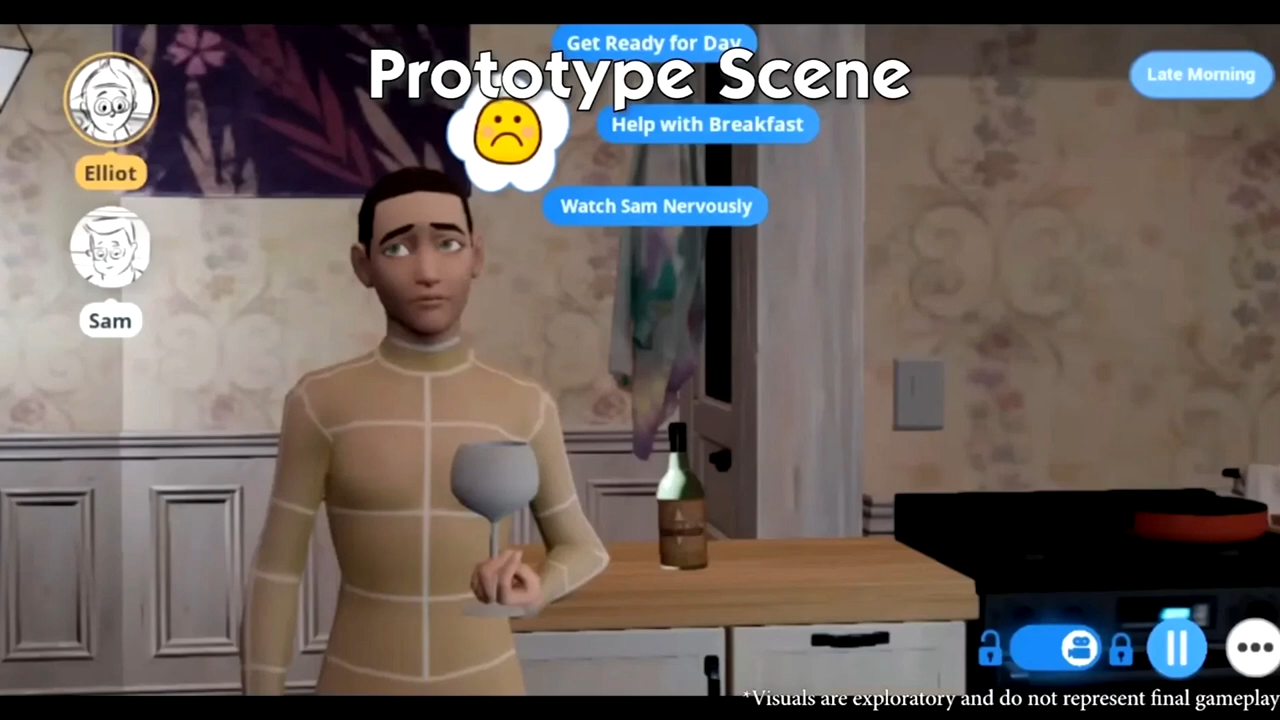 Get Ready for Day
Prototype Scene
Late Morning
Help with Breakfast
Elliot
Watch Sam Nervously
Sam
*Visuals are exploratory and do not represent final gameplay